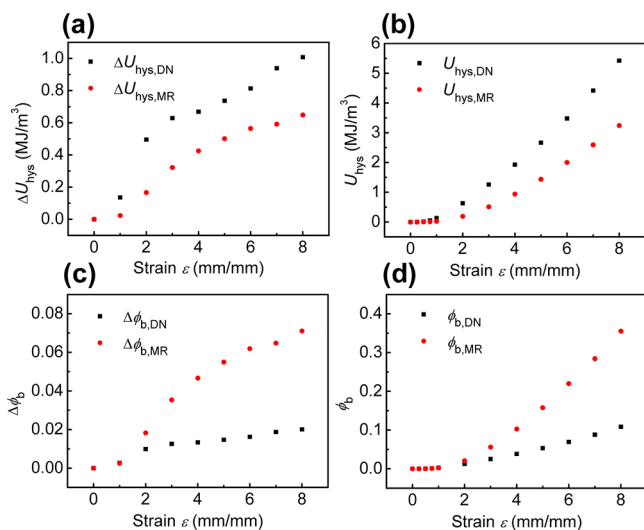 (a)
ΔU_hys,DN
ΔU_hys,MR
ΔU_hys (MJ/m³)
1.0
0.8
0.6
0.4
0.2
0.0
0 2 4 6 8
Strain ε (mm/mm)
(b)
U_hys,DN
U_hys,MR
U_hys (MJ/m³)
6
5
4
3
2
1
0
0 2 4 6 8
Strain ε (mm/mm)
(c)
Δϕ_b,DN
Δϕ_b,MR
Δϕ_b
0.08
0.06
0.04
0.02
0.00
0 2 4 6 8
Strain ε (mm/mm)
(d)
ϕ_b,DN
ϕ_b,MR
ϕ_b
0.4
0.3
0.2
0.1
0.0
0 2 4 6 8
Strain ε (mm/mm)